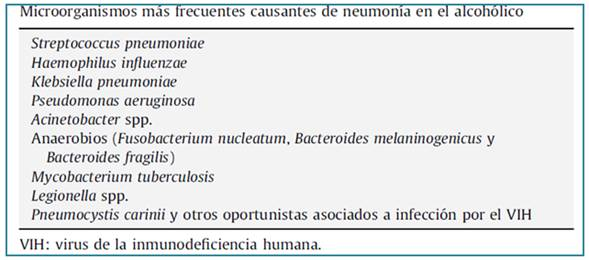 Microorganismos más frecuentes causantes de neumonía en el alcohólico
Streptococcus pneumoniae
Haemophilus influenzae
Klebsiella pneumoniae
Pseudomonas aeruginosa
Acinetobacter spp.
Anaerobios (Fusobacterium nucleatum, Bacteroides melaninogenicus y
Bacteroides fragilis)
Mycobacterium tuberculosis
Legionella spp.
Pneumocystis carinii y otros oportunistas asociados a infección por el VIH
VIH: virus de la inmunodeficiencia humana.